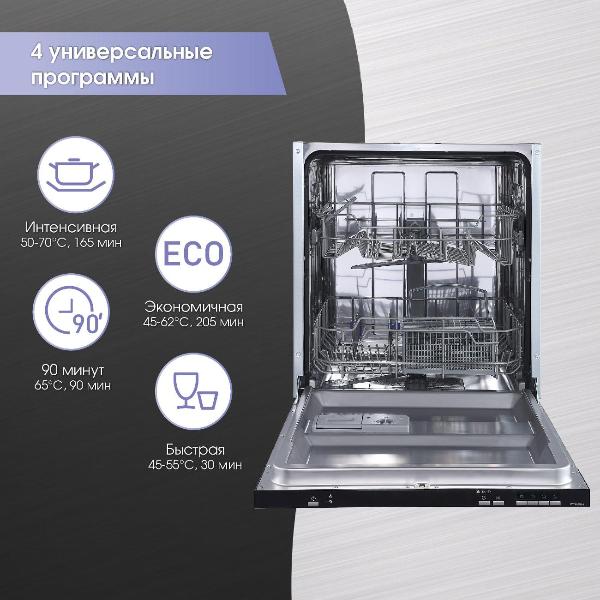 4 универсальные
программы
Интенсивная
50-70°C, 165 мин
ECO
Экономичная
45-62°C, 205 мин
90'
90 минут
65°C, 90 мин
Быстрая
45-55°C, 30 мин